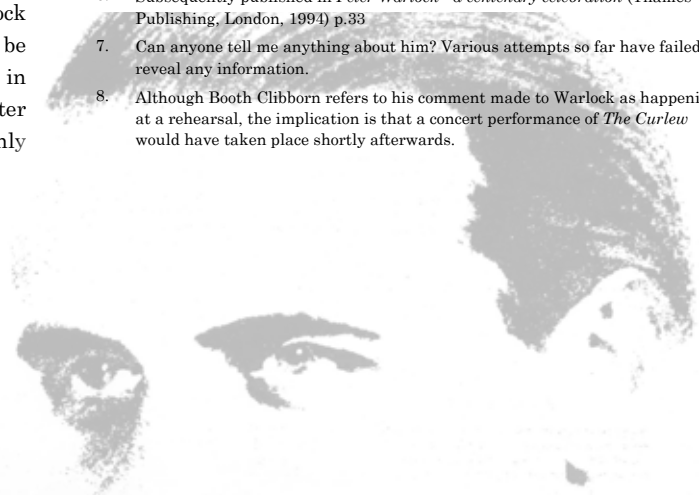 ock
be
in
ter
nly
Subsequently published in Peter Warlock - a centenary celebration (Thames
Publishing, London, 1994) p.33
7. Can anyone tell me anything about him? Various attempts so far have failed
reveal any information.
8. Although Booth Clibborn refers to his comment made to Warlock as happeni
at a rehearsal, the implication is that a concert performance of The Curlew
would have taken place shortly afterwards.